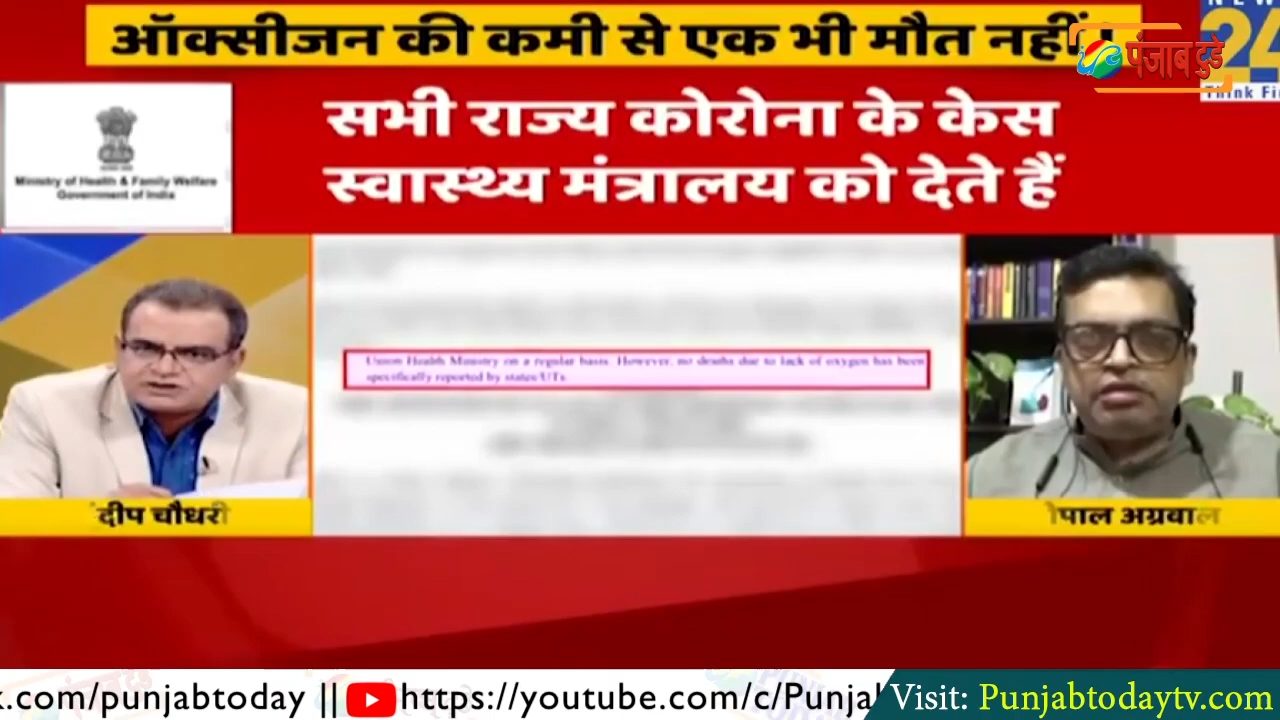 ऑक्सीजन की कमी से एक भी मौत नहीं
पंजाब टुडे
24
Think Fi
सभी राज्य कोरोना के केस
स्वास्थ्य मंत्रालय को देते हैं
Ministry of Health & Family Welfare
Government of India
Union Health Ministry on a regular basis. However, no deaths due to lack of oxygen has been
specifically reported by states/UTs.
दीप चौधरी
पाल अग्रवाल
k.com/punjabtoday || https://youtube.com/c/Punjal
Visit: Punjabtodaytv.com